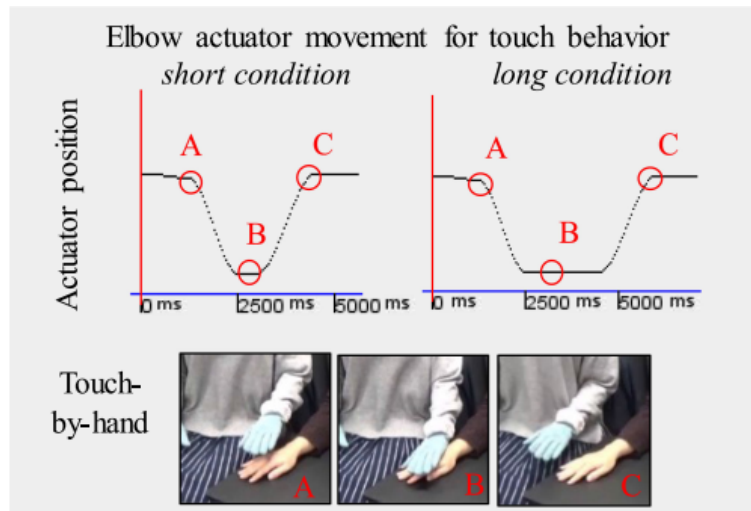 Elbow actuator movement for touch behavior
short condition
long condition
Actuator position
A
B
C
0 ms
2500 ms
5000 ms
A
B
C
2500 ms
5000 ms
0 ms
Touch-
by-hand
A
B
C